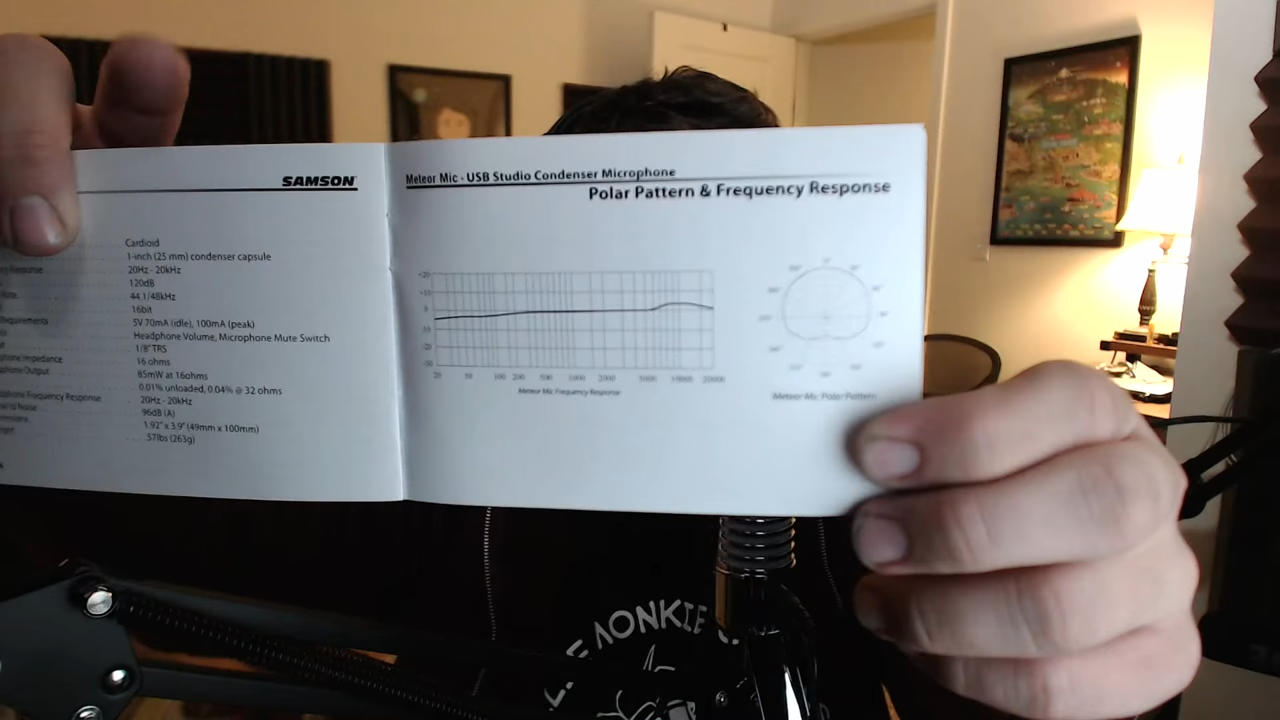 SAMSON
Cardioid
1-inch (25 mm) condenser capsule
Response 20Hz - 20kHz
120dB
44.1/48kHz
16bit
5V 70mA (idle), 100mA (peak)
Headphone Volume, Microphone Mute Switch
1/8" TRS
Impedance 16 ohms
Output 85mW at 16ohms
0.01% unloaded, 0.04% @ 32 ohms
Frequency Response 20Hz - 20kHz
to Noise 96dB (A)
1.92" x 3.9" (49mm x 100mm)
.57lbs (263g)
Meteor Mic - USB Studio Condenser Microphone
Polar Pattern & Frequency Response
+20
+10
0
-10
-20
-30
20 50 100 200 500 1000 2000 5000 10000 20000
Meteor Mic Frequency Response
Meteor Mic Polar Pattern